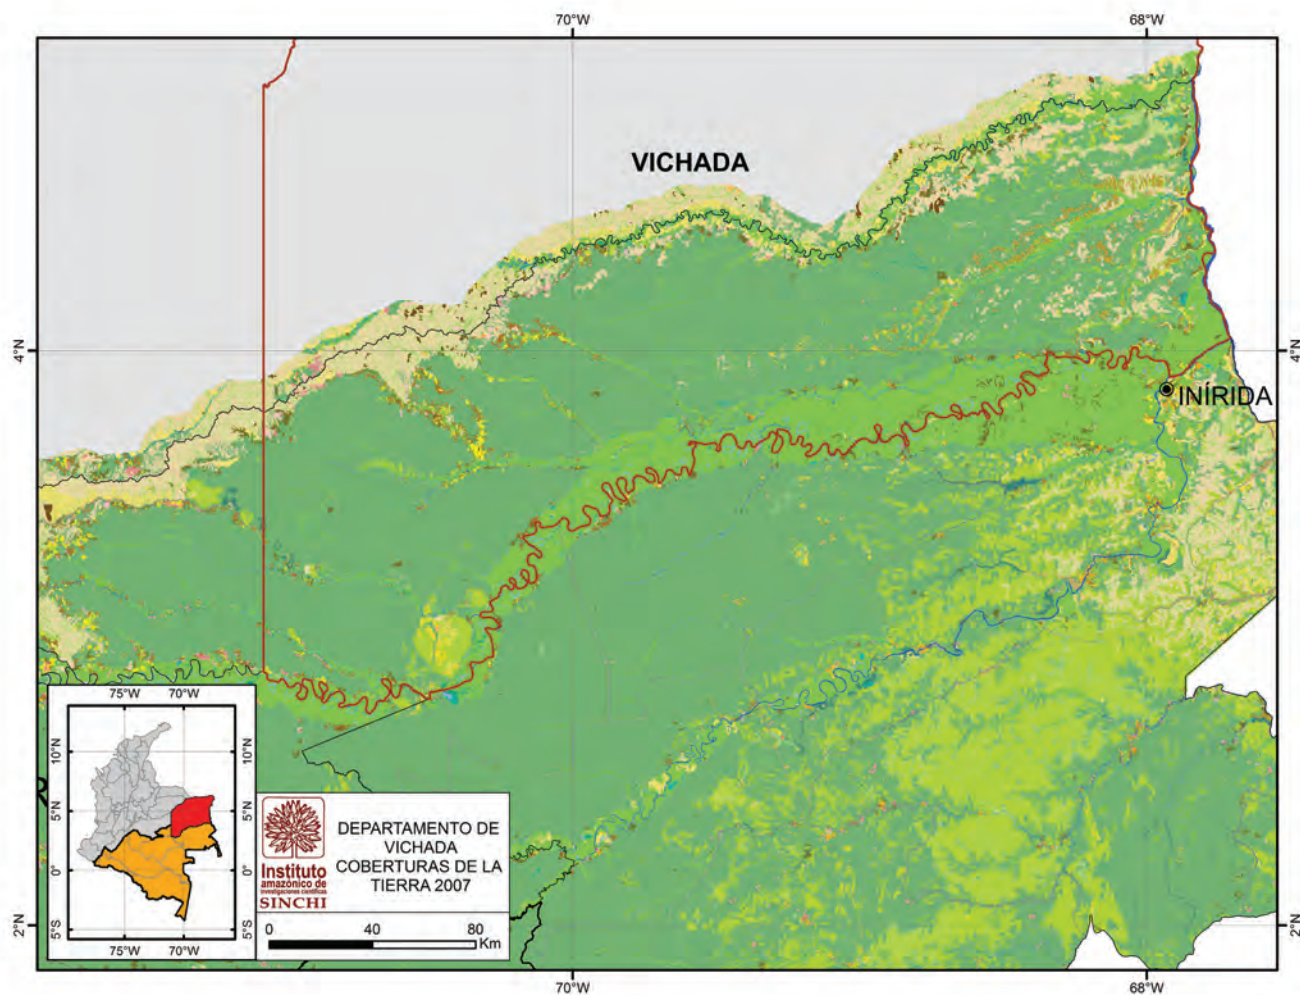 70°W
68°W
VICHADA
4°N
4°N
INÍRIDA
R
75°W
70°W
10°N
10°N
5°N
5°N
0°
0°
5°S
5°S
75°W
70°W
Instituto
amazónico de
investigaciones científicas
SINCHI
DEPARTAMENTO DE
VICHADA
COBERTURAS DE LA
TIERRA 2007
0
40
80
Km
2°N
2°N
70°W
68°W